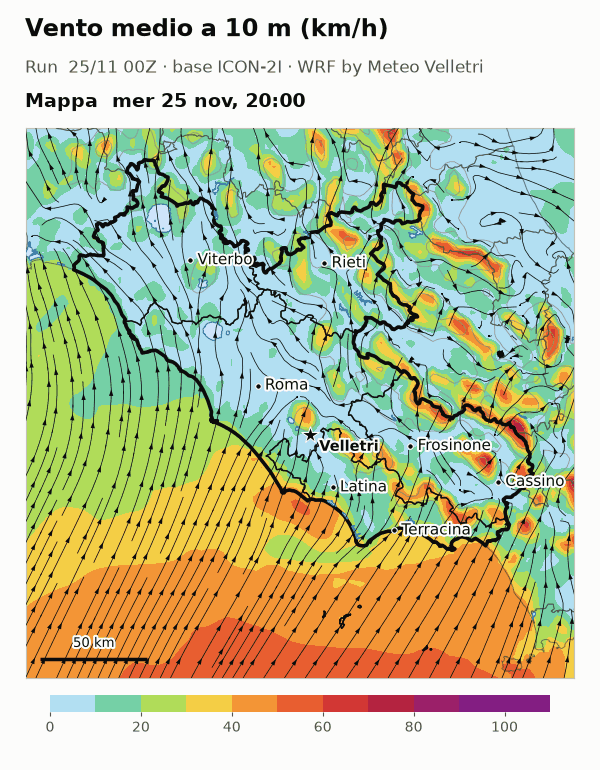 Vento medio a 10 m (km/h)
Run  25/11 00Z · base ICON-2I · WRF by Meteo Velletri
Mappa  mer 25 nov, 20:00
Viterbo
Rieti
Roma
Velletri
Frosinone
Latina
Cassino
Terracina
50 km
0 20 40 60 80 100